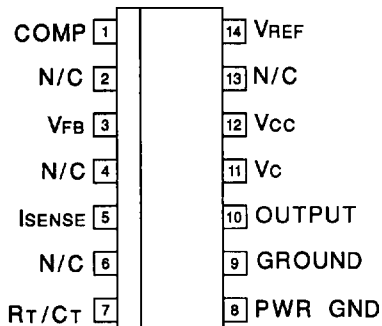 COMP 1 14 VREF
N/C 2 13 N/C
VFB 3 12 VCC
N/C 4 11 VC
ISENSE 5 10 OUTPUT
N/C 6 9 GROUND
RT/CT 7 8 PWR GND